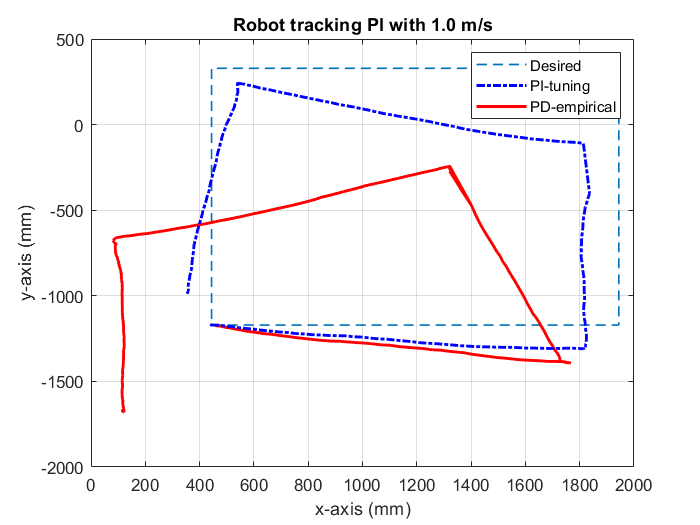 Robot tracking PI with 1.0 m/s
Desired
PI-tuning
PD-empirical
500
0
-500
-1000
-1500
-2000
y-axis (mm)
0 200 400 600 800 1000 1200 1400 1600 1800 2000
x-axis (mm)